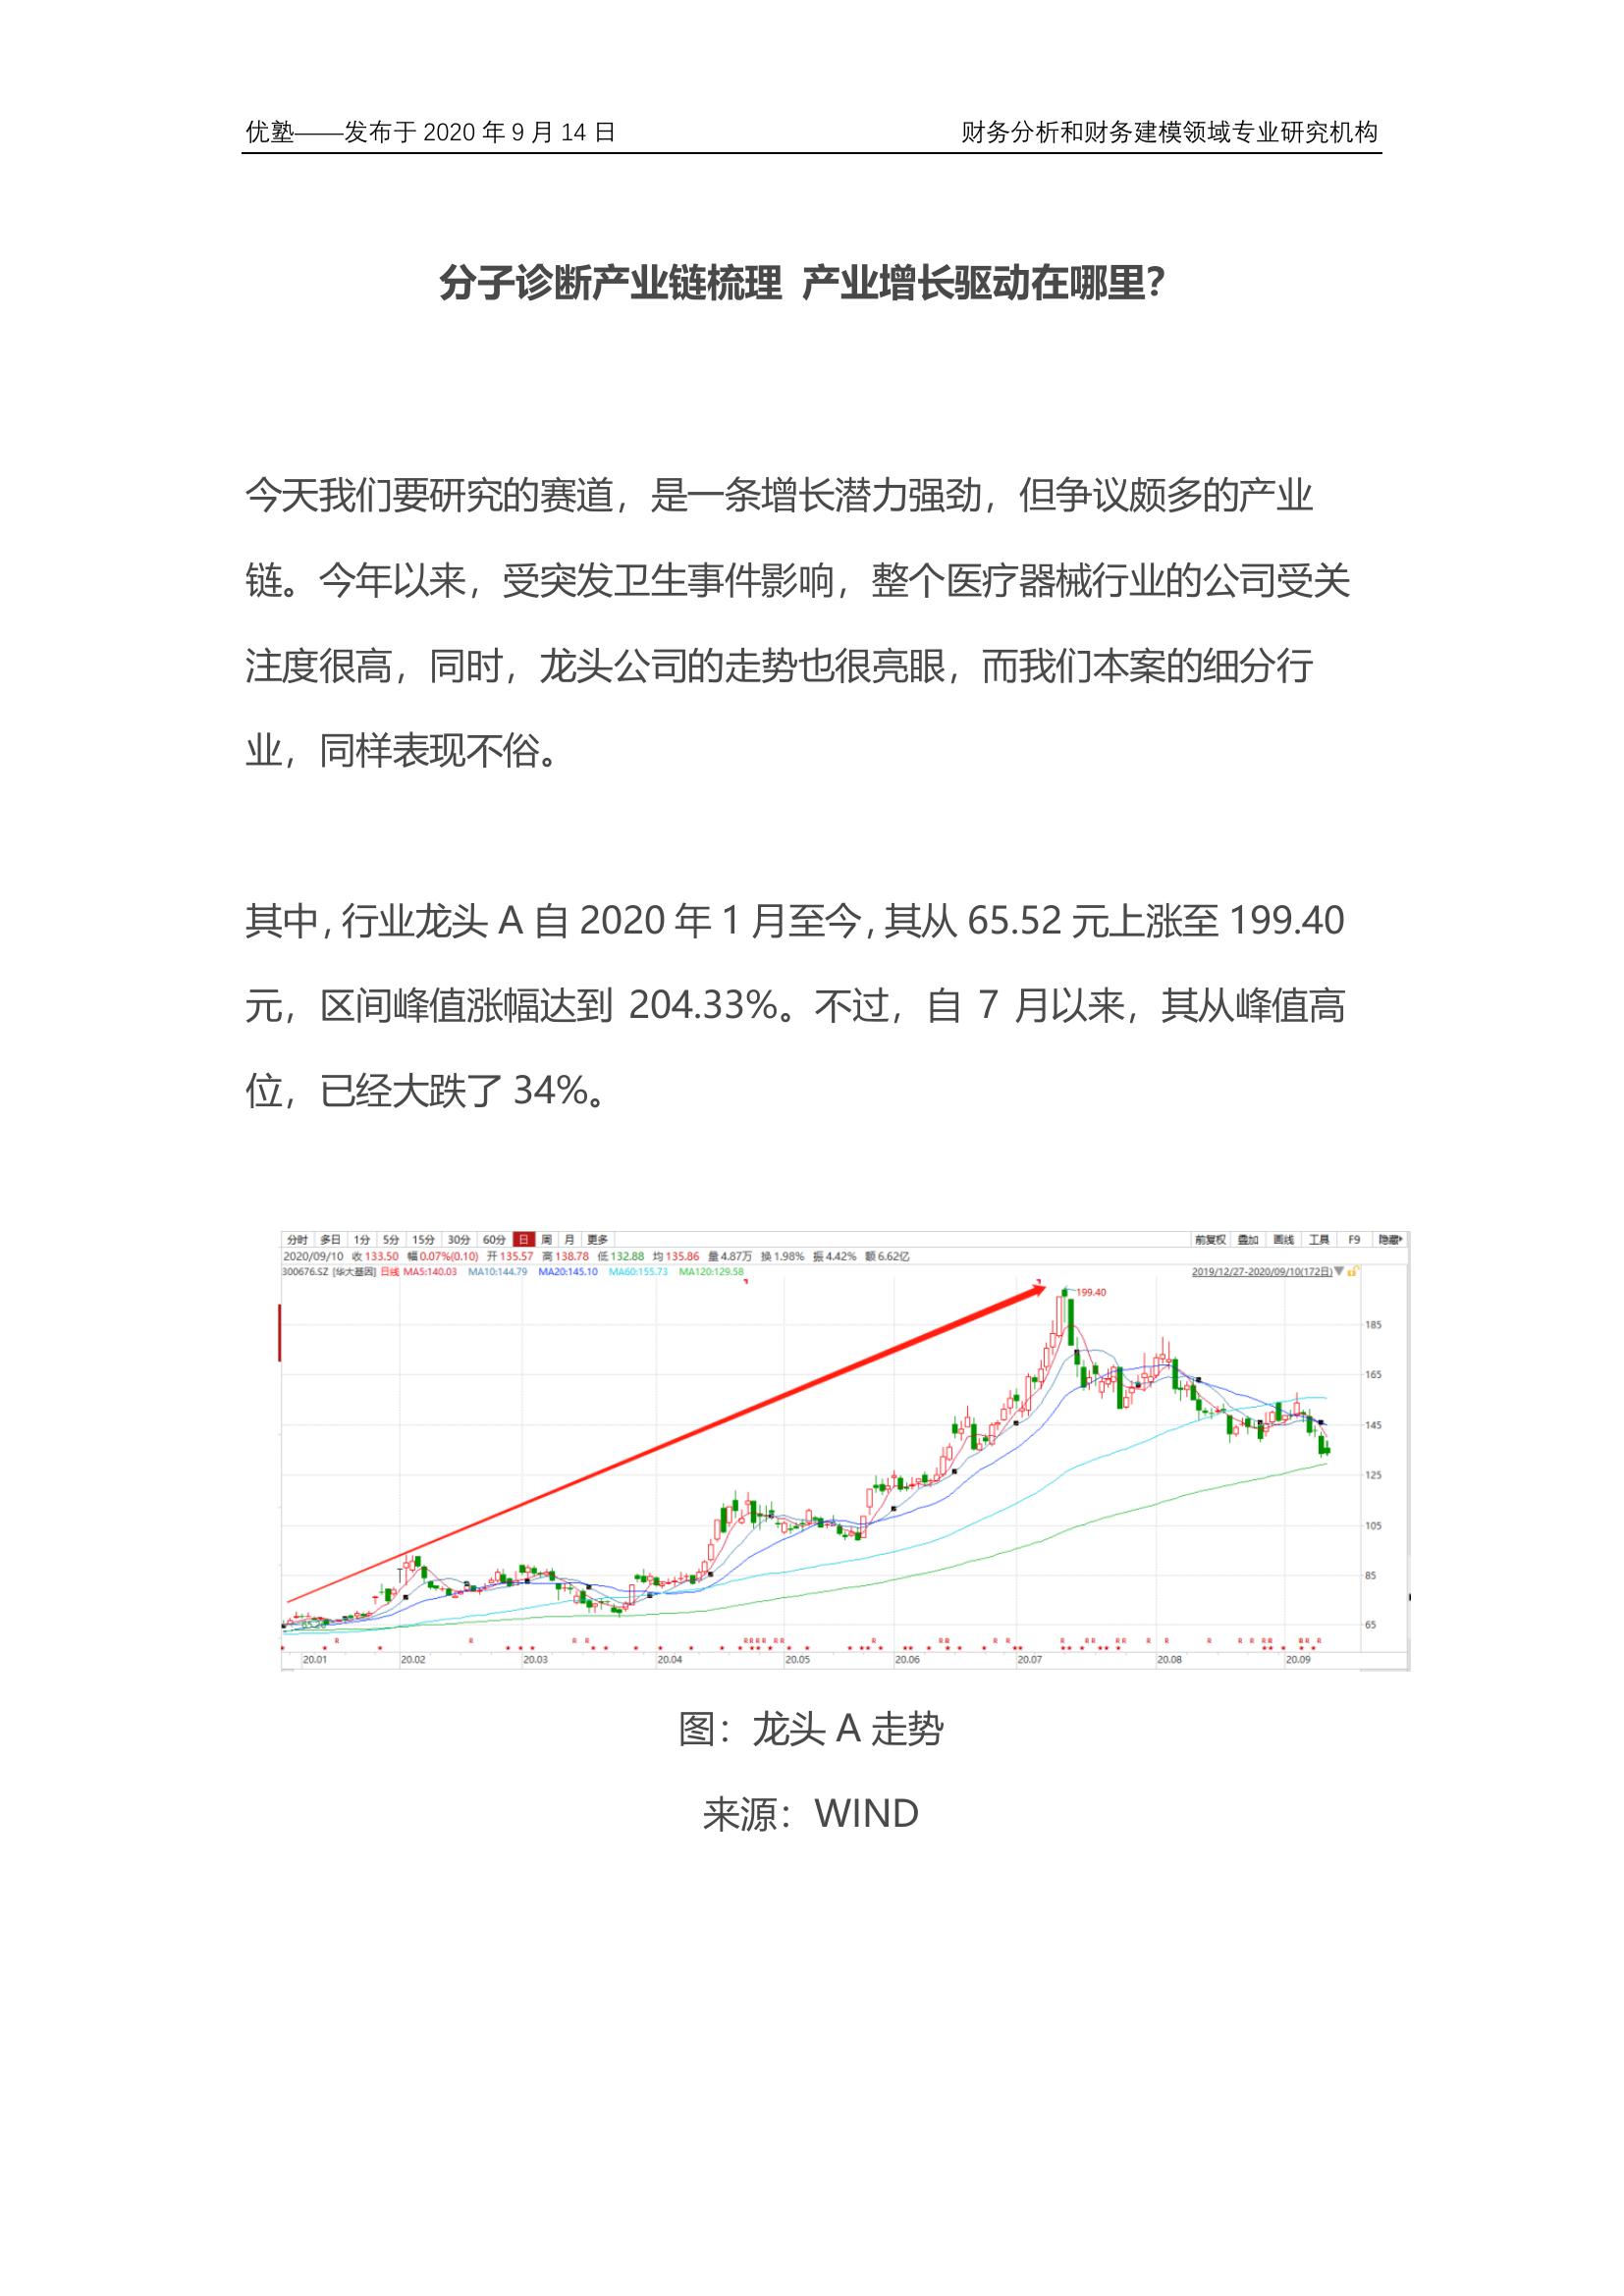 优塾——发布于 2020 年 9 月 14 日 财务分析和财务建模领域专业研究机构
分子诊断产业链梳理 产业增长驱动在哪里？
今天我们要研究的赛道，是一条增长潜力强劲，但争议颇多的产业
链。今年以来，受突发卫生事件影响，整个医疗器械行业的公司受关
注度很高，同时，龙头公司的走势也很亮眼，而我们本案的细分行
业，同样表现不俗。
其中，行业龙头 A 自 2020 年 1 月至今，其从 65.52 元上涨至 199.40
元，区间峰值涨幅达到 204.33%。不过，自 7 月以来，其从峰值高
位，已经大跌了 34%。
分时 多日 1分 5分 15分 30分 60分 日 周 月 更多 前复权 叠加 画线 工具 F9 隐藏
2020/09/10 收 133.50 幅 0.07%(0.10) 开 135.57 高 138.78 低 132.88 均 135.86 量 4.87万 换 1.98% 振 4.42% 额 6.62亿
300676.SZ [华大基因] 日线 MA5:140.03 MA10:144.79 MA20:145.10 MA60:155.73 MA120:129.58 2019/12/27-2020/09/10(172日)
199.40
185
165
145
125
105
85
65
20.01 20.02 20.03 20.04 20.05 20.06 20.07 20.08 20.09
图：龙头 A 走势
来源：WIND